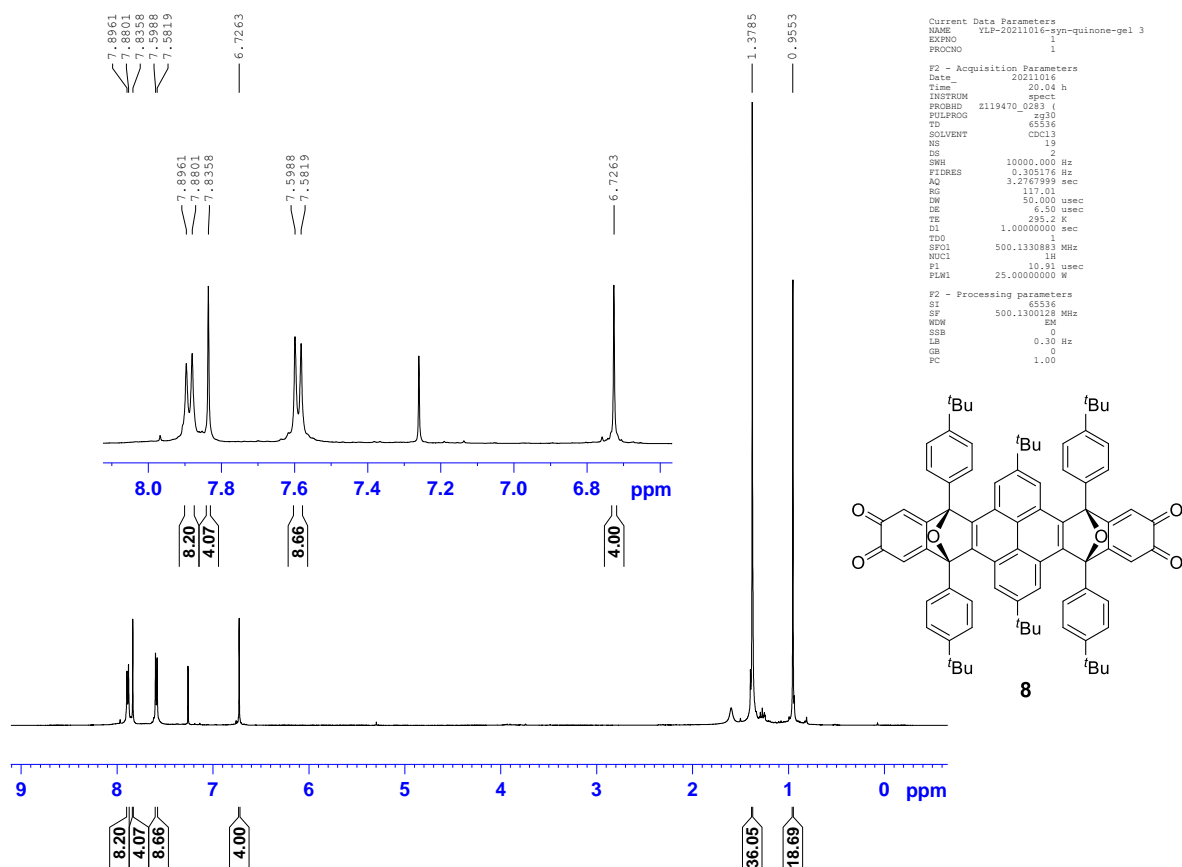 7.8961
7.8801
7.8358
7.5988
7.5819
6.7263
1.3785
0.9553
7.8961
7.8801
7.8358
7.5988
7.5819
6.7263
8.0 7.8 7.6 7.4 7.2 7.0 6.8 ppm
8.20
4.07
8.66
4.00
9 8 7 6 5 4 3 2 1 0 ppm
8.20
4.07
8.66
4.00
36.05
18.69
Current Data Parameters
NAME YLP-20211016-syn-quinone-gel 3
EXPNO 1
PROCNO 1
F2 - Acquisition Parameters
Date_ 20211016
Time 20.04 h
INSTRUM spect
PROBHD Z119470_0283 (
PULPROG zg30
TD 65536
SOLVENT CDCl3
NS 19
DS 2
SWH 10000.000 Hz
FIDRES 0.305176 Hz
AQ 3.2767999 sec
RG 117.01
DW 50.000 usec
DE 6.50 usec
TE 295.2 K
D1 1.00000000 sec
TD0 1
SFO1 500.1330883 MHz
NUC1 1H
P1 10.91 usec
PLW1 25.00000000 W
F2 - Processing parameters
SI 65536
SF 500.1300128 MHz
WDW EM
SSB 0
LB 0.30 Hz
GB 0
PC 1.00
tBu
tBu
tBu
O
O
O
O
O
O
tBu
tBu
tBu
8